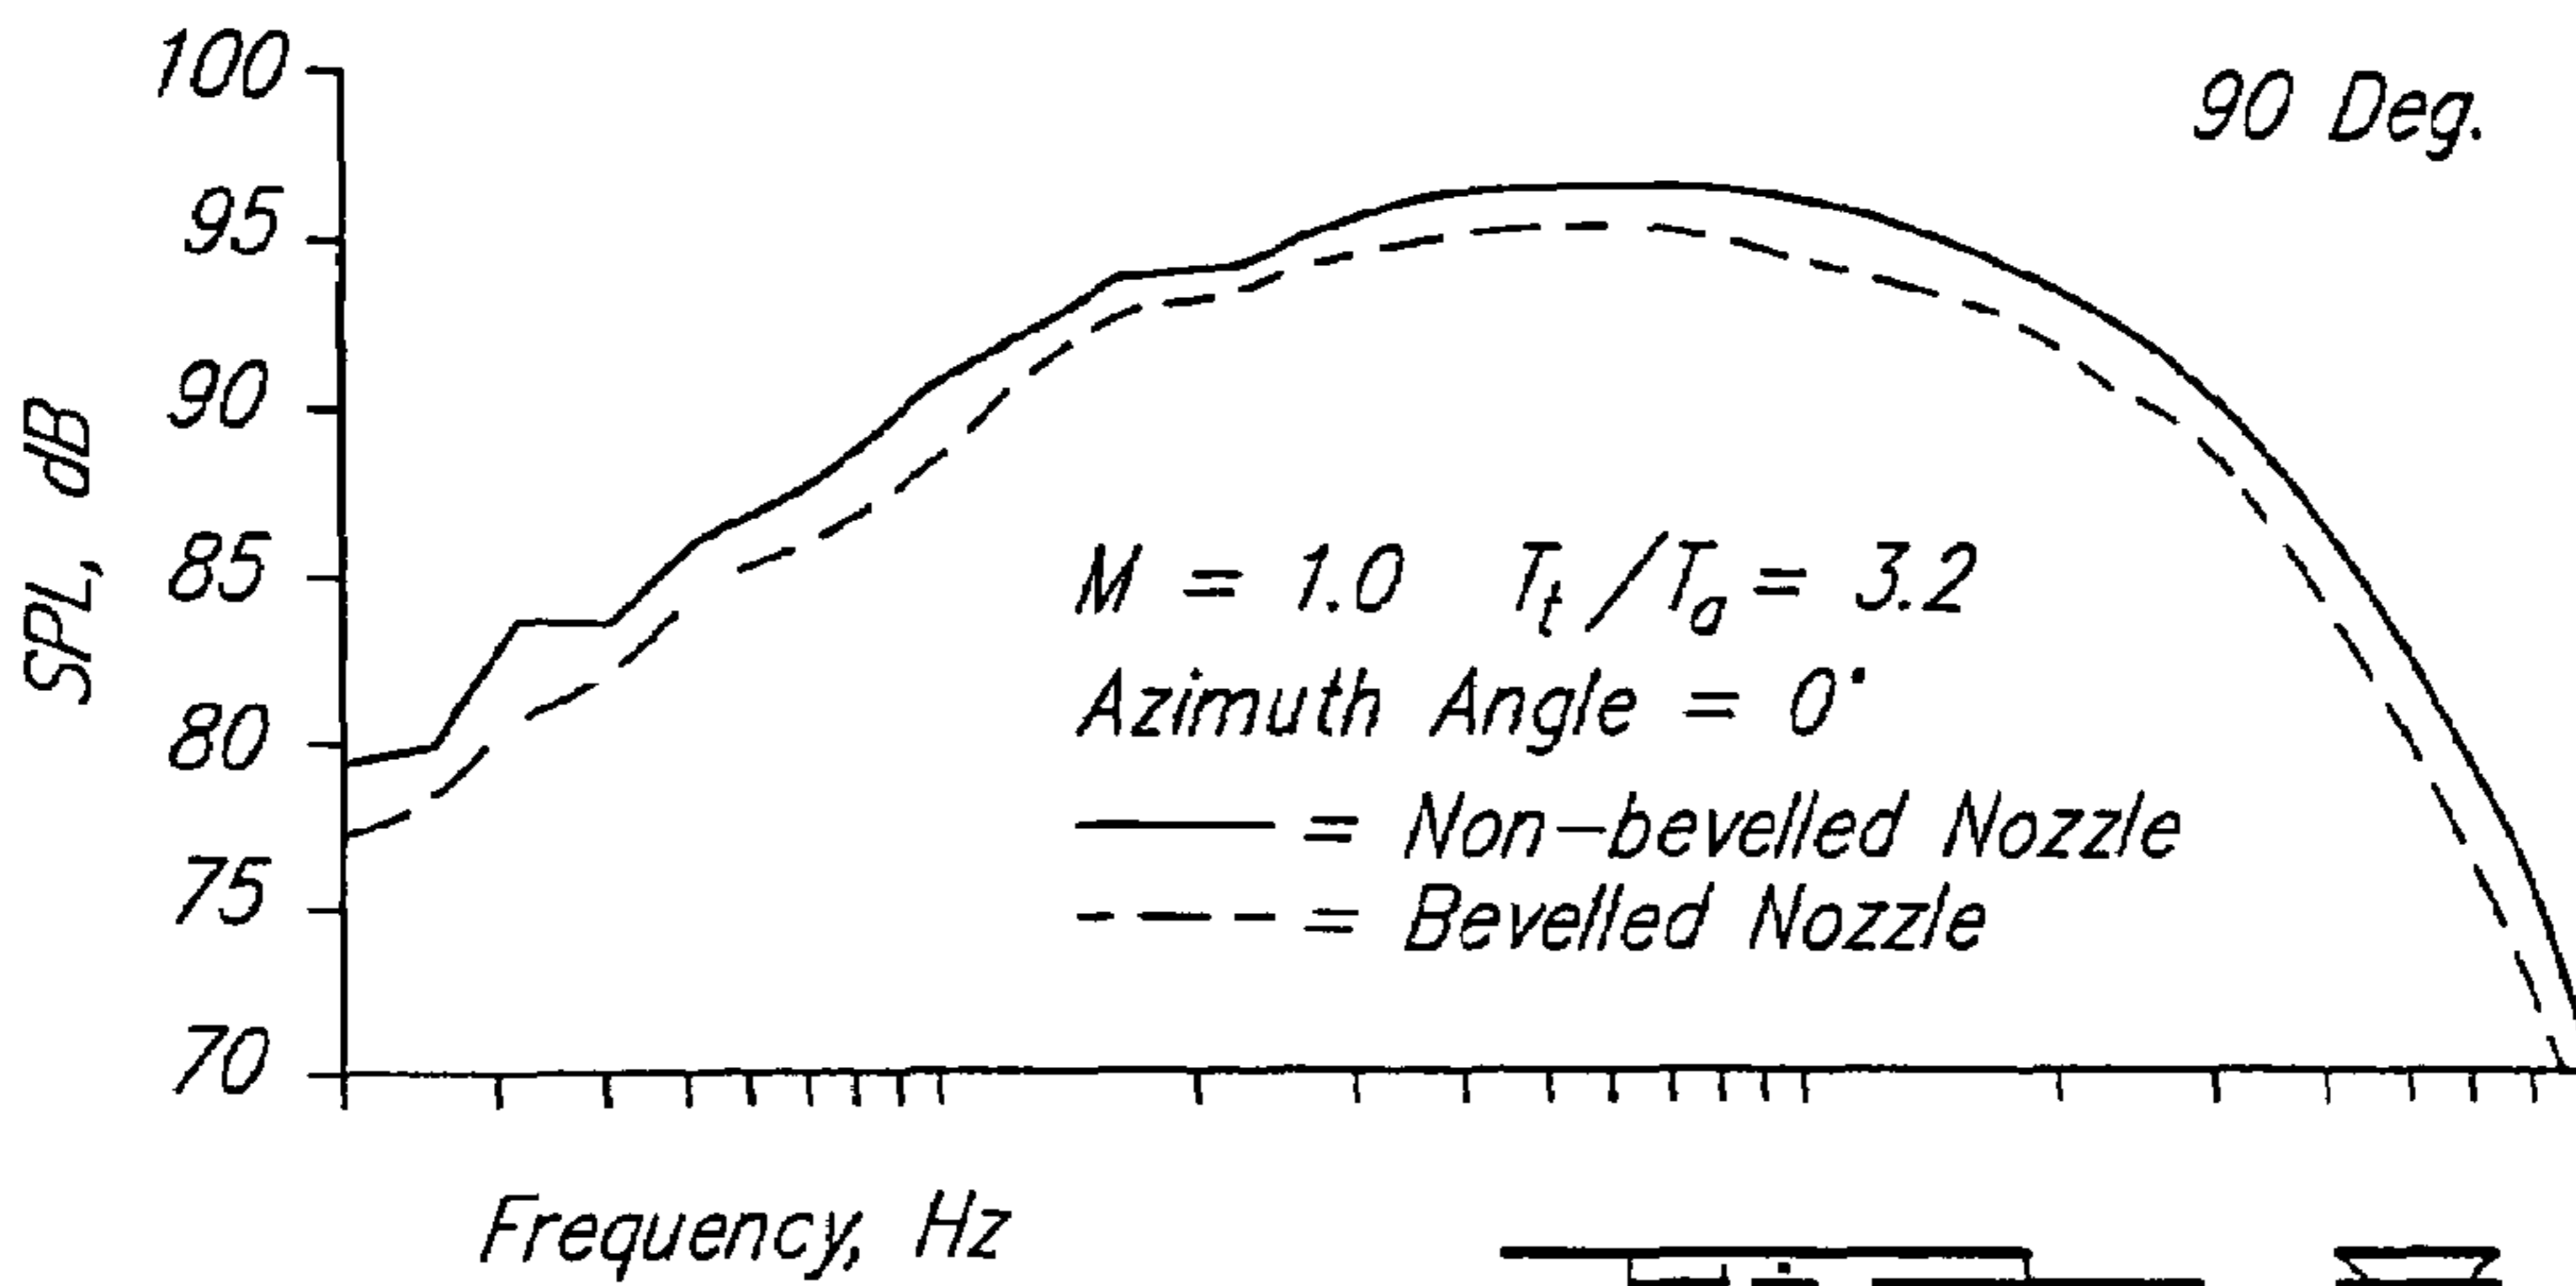 100
90 Deg.
95
90
85
80
75
70
SPL, dB
M = 1.0 Tt/Ta = 3.2
Azimuth Angle = 0°
= Non-bevelled Nozzle
= Bevelled Nozzle
Frequency, Hz